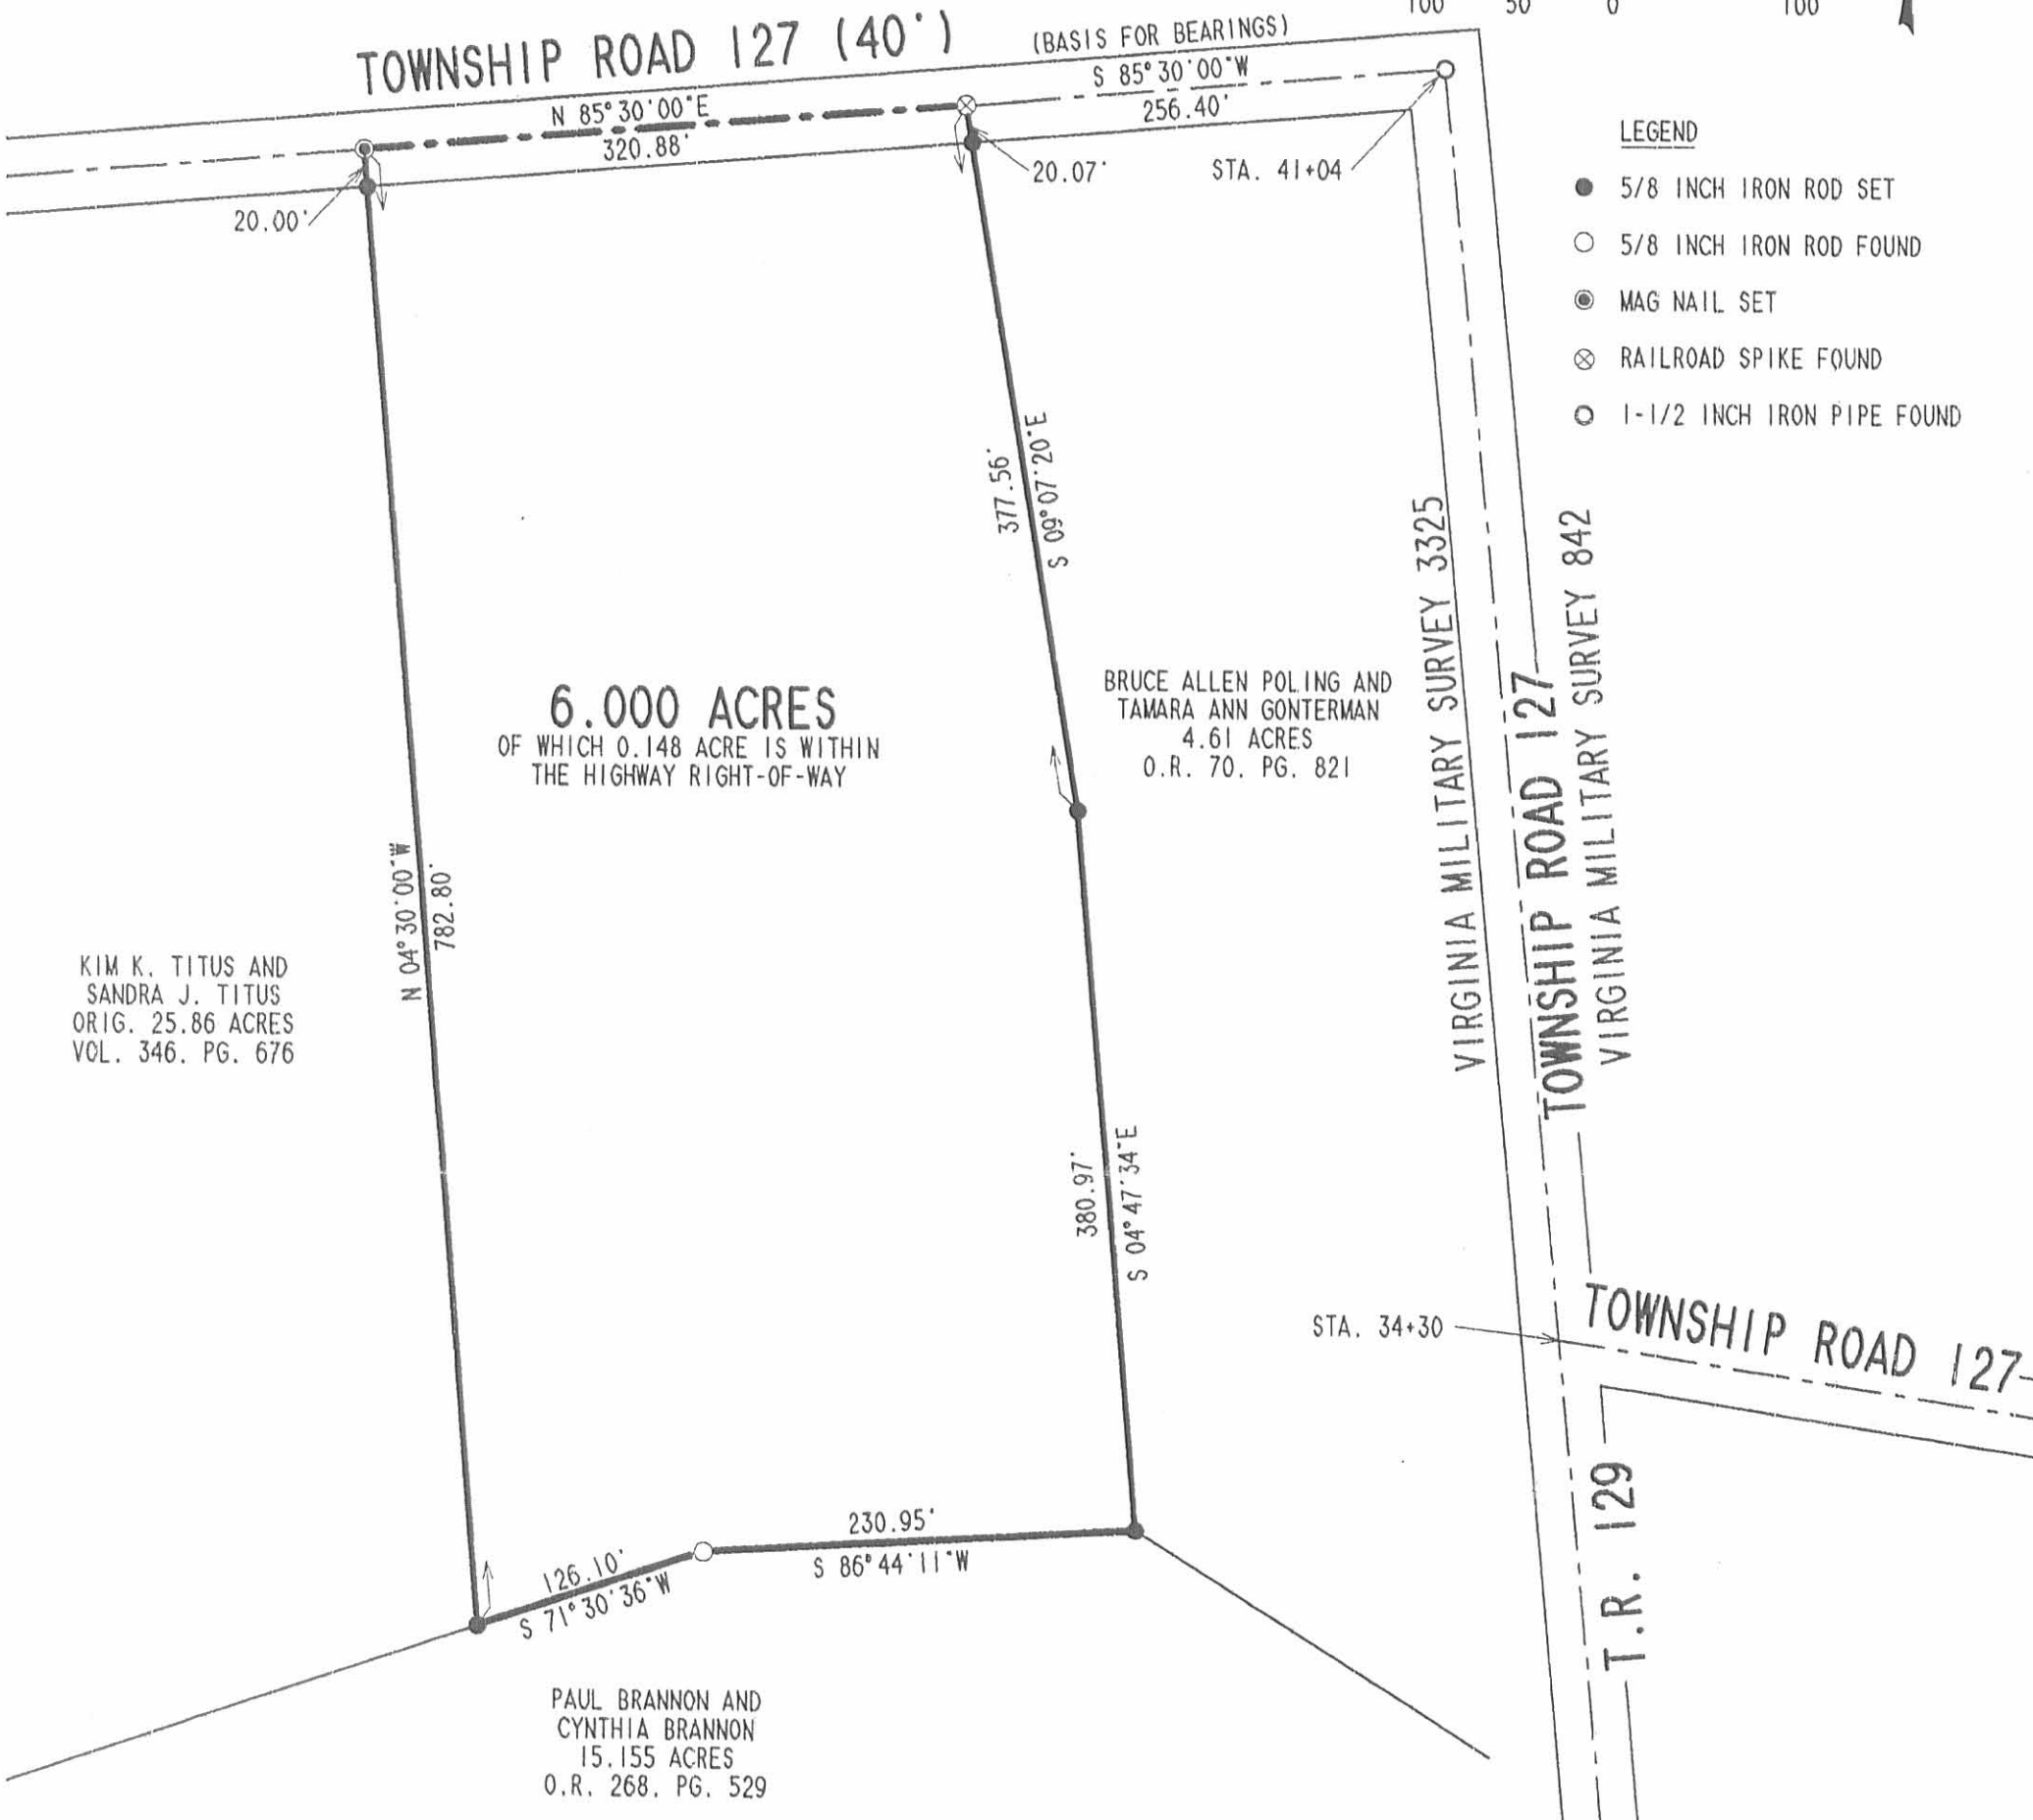 100 50 0 100
TOWNSHIP ROAD 127 (40')
(BASIS FOR BEARINGS)
N 85°30'00"E
320.88'
S 85°30'00"W
256.40'
20.00'
20.07'
STA. 41+04
LEGEND
5/8 INCH IRON ROD SET
5/8 INCH IRON ROD FOUND
MAG NAIL SET
RAILROAD SPIKE FOUND
1-1/2 INCH IRON PIPE FOUND
377.56'
S 09°07'20"E
VIRGINIA MILITARY SURVEY 3325
TOWNSHIP ROAD 127
VIRGINIA MILITARY SURVEY 842
6.000 ACRES
OF WHICH 0.148 ACRE IS WITHIN
THE HIGHWAY RIGHT-OF-WAY
BRUCE ALLEN POLING AND
TAMARA ANN GONTERMAN
4.61 ACRES
O.R. 70. PG. 821
N 04°30'00"W
782.80'
KIM K. TITUS AND
SANDRA J. TITUS
ORIG. 25.86 ACRES
VOL. 346. PG. 676
380.97'
S 04°47'34"E
STA. 34+30
TOWNSHIP ROAD 127-
T.R. 129
230.95'
S 86°44'11"W
126.10'
S 71°30'36"W
PAUL BRANNON AND
CYNTHIA BRANNON
15.155 ACRES
O.R. 268. PG. 529